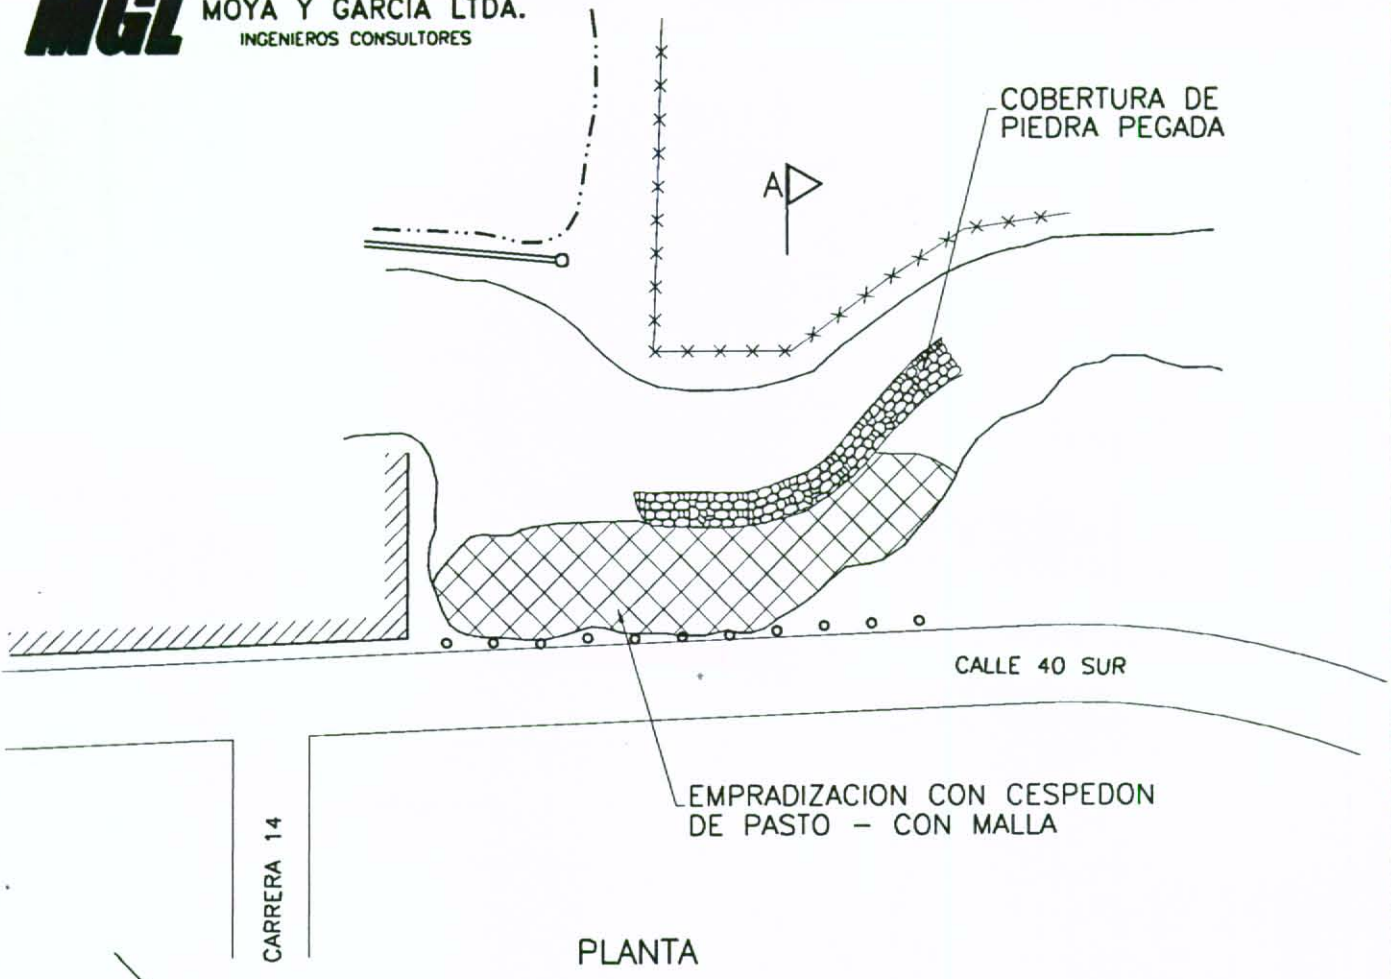 MGL
MOYA Y GARCIA LTDA.
INGENIEROS CONSULTORES
COBERTURA DE
PIEDRA PEGADA
A
CALLE 40 SUR
EMPRADIZACION CON CESPEDON
DE PASTO – CON MALLA
CARRERA 14
PLANTA